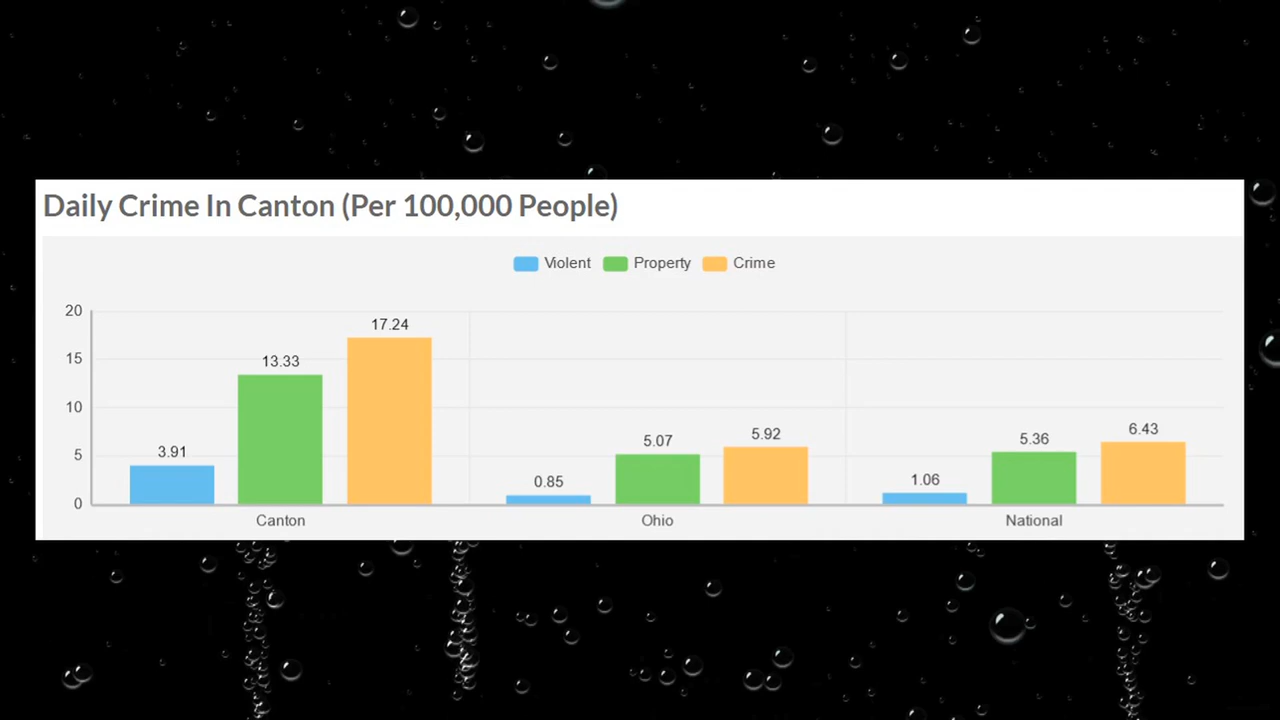 Daily Crime In Canton (Per 100,000 People)
Violent Property Crime
20
15
10
5
0
3.91
13.33
17.24
0.85
5.07
5.92
1.06
5.36
6.43
Canton
Ohio
National